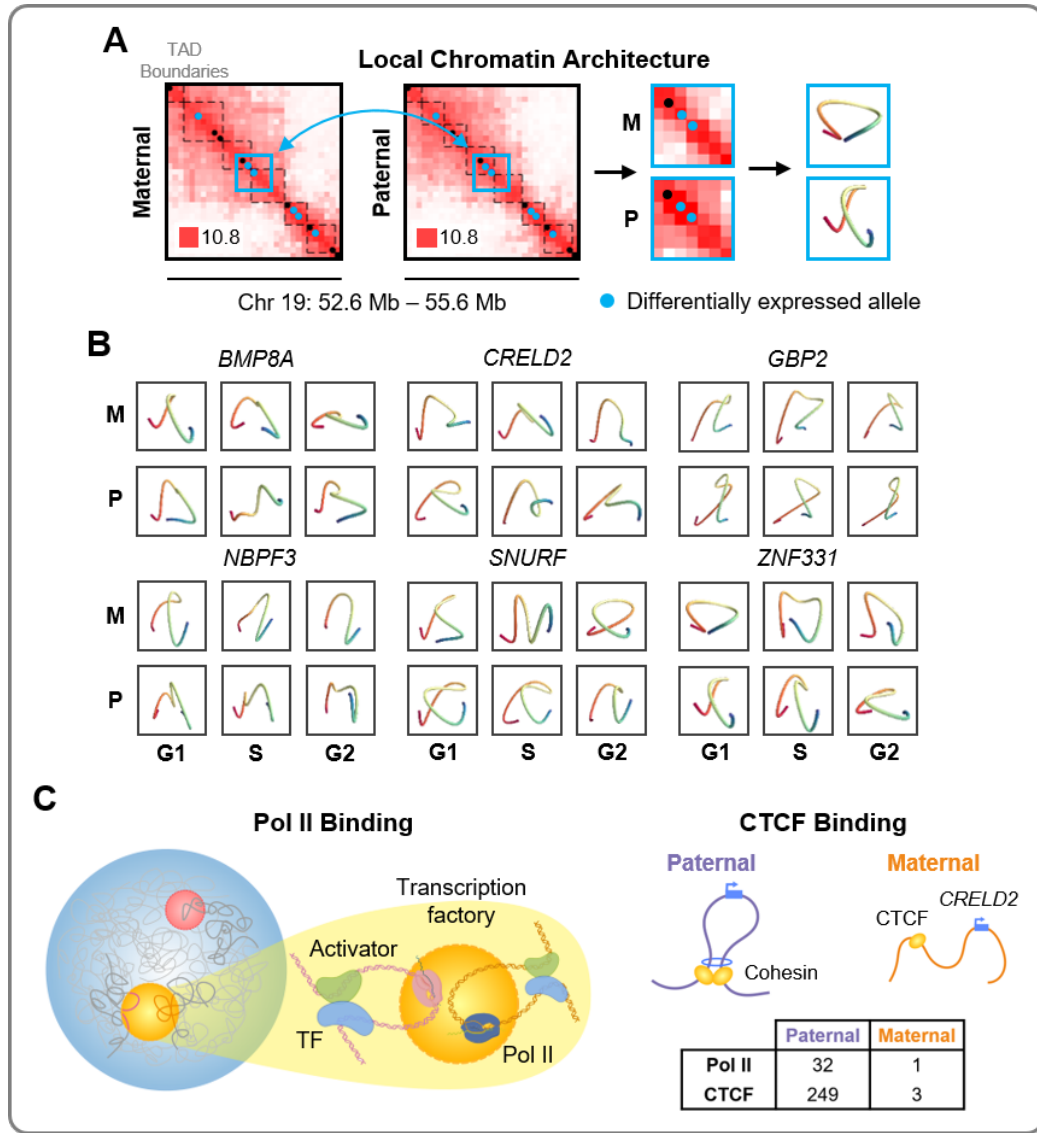 A
TAD
Boundaries
Local Chromatin Architecture
Maternal
10.8
Paternal
10.8
M
P
Chr 19: 52.6 Mb – 55.6 Mb
Differentially expressed allele
B
BMP8A CRELD2 GBP2
M
P
NBPF3 SNURF ZNF331
M
P
G1 S G2 G1 S G2 G1 S G2
C
Pol II Binding
Transcription
factory
Activator
TF
Pol II
CTCF Binding
Paternal
Maternal
CRELD2
CTCF
Cohesin
Paternal Maternal
Pol II 32 1
CTCF 249 3